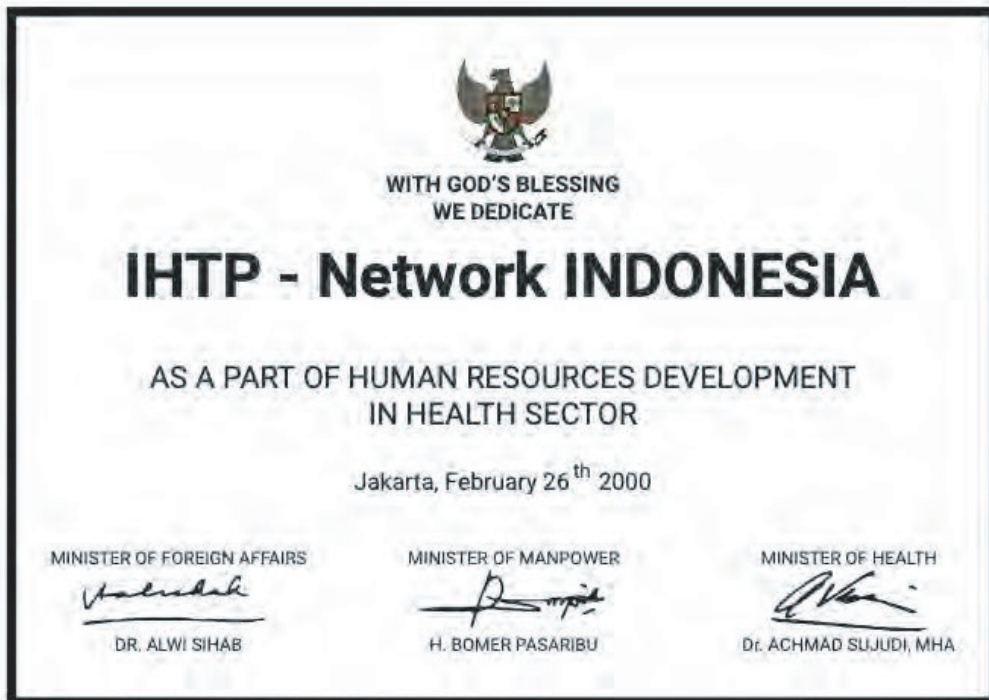 WITH GOD'S BLESSING
WE DEDICATE
IHTP - Network INDONESIA
AS A PART OF HUMAN RESOURCES DEVELOPMENT
IN HEALTH SECTOR
Jakarta, February 26th 2000
MINISTER OF FOREIGN AFFAIRS
DR. ALWI SIHAB
MINISTER OF MANPOWER
H. BOMER PASARIBU
MINISTER OF HEALTH
Dr. ACHMAD SUJUDI, MHA